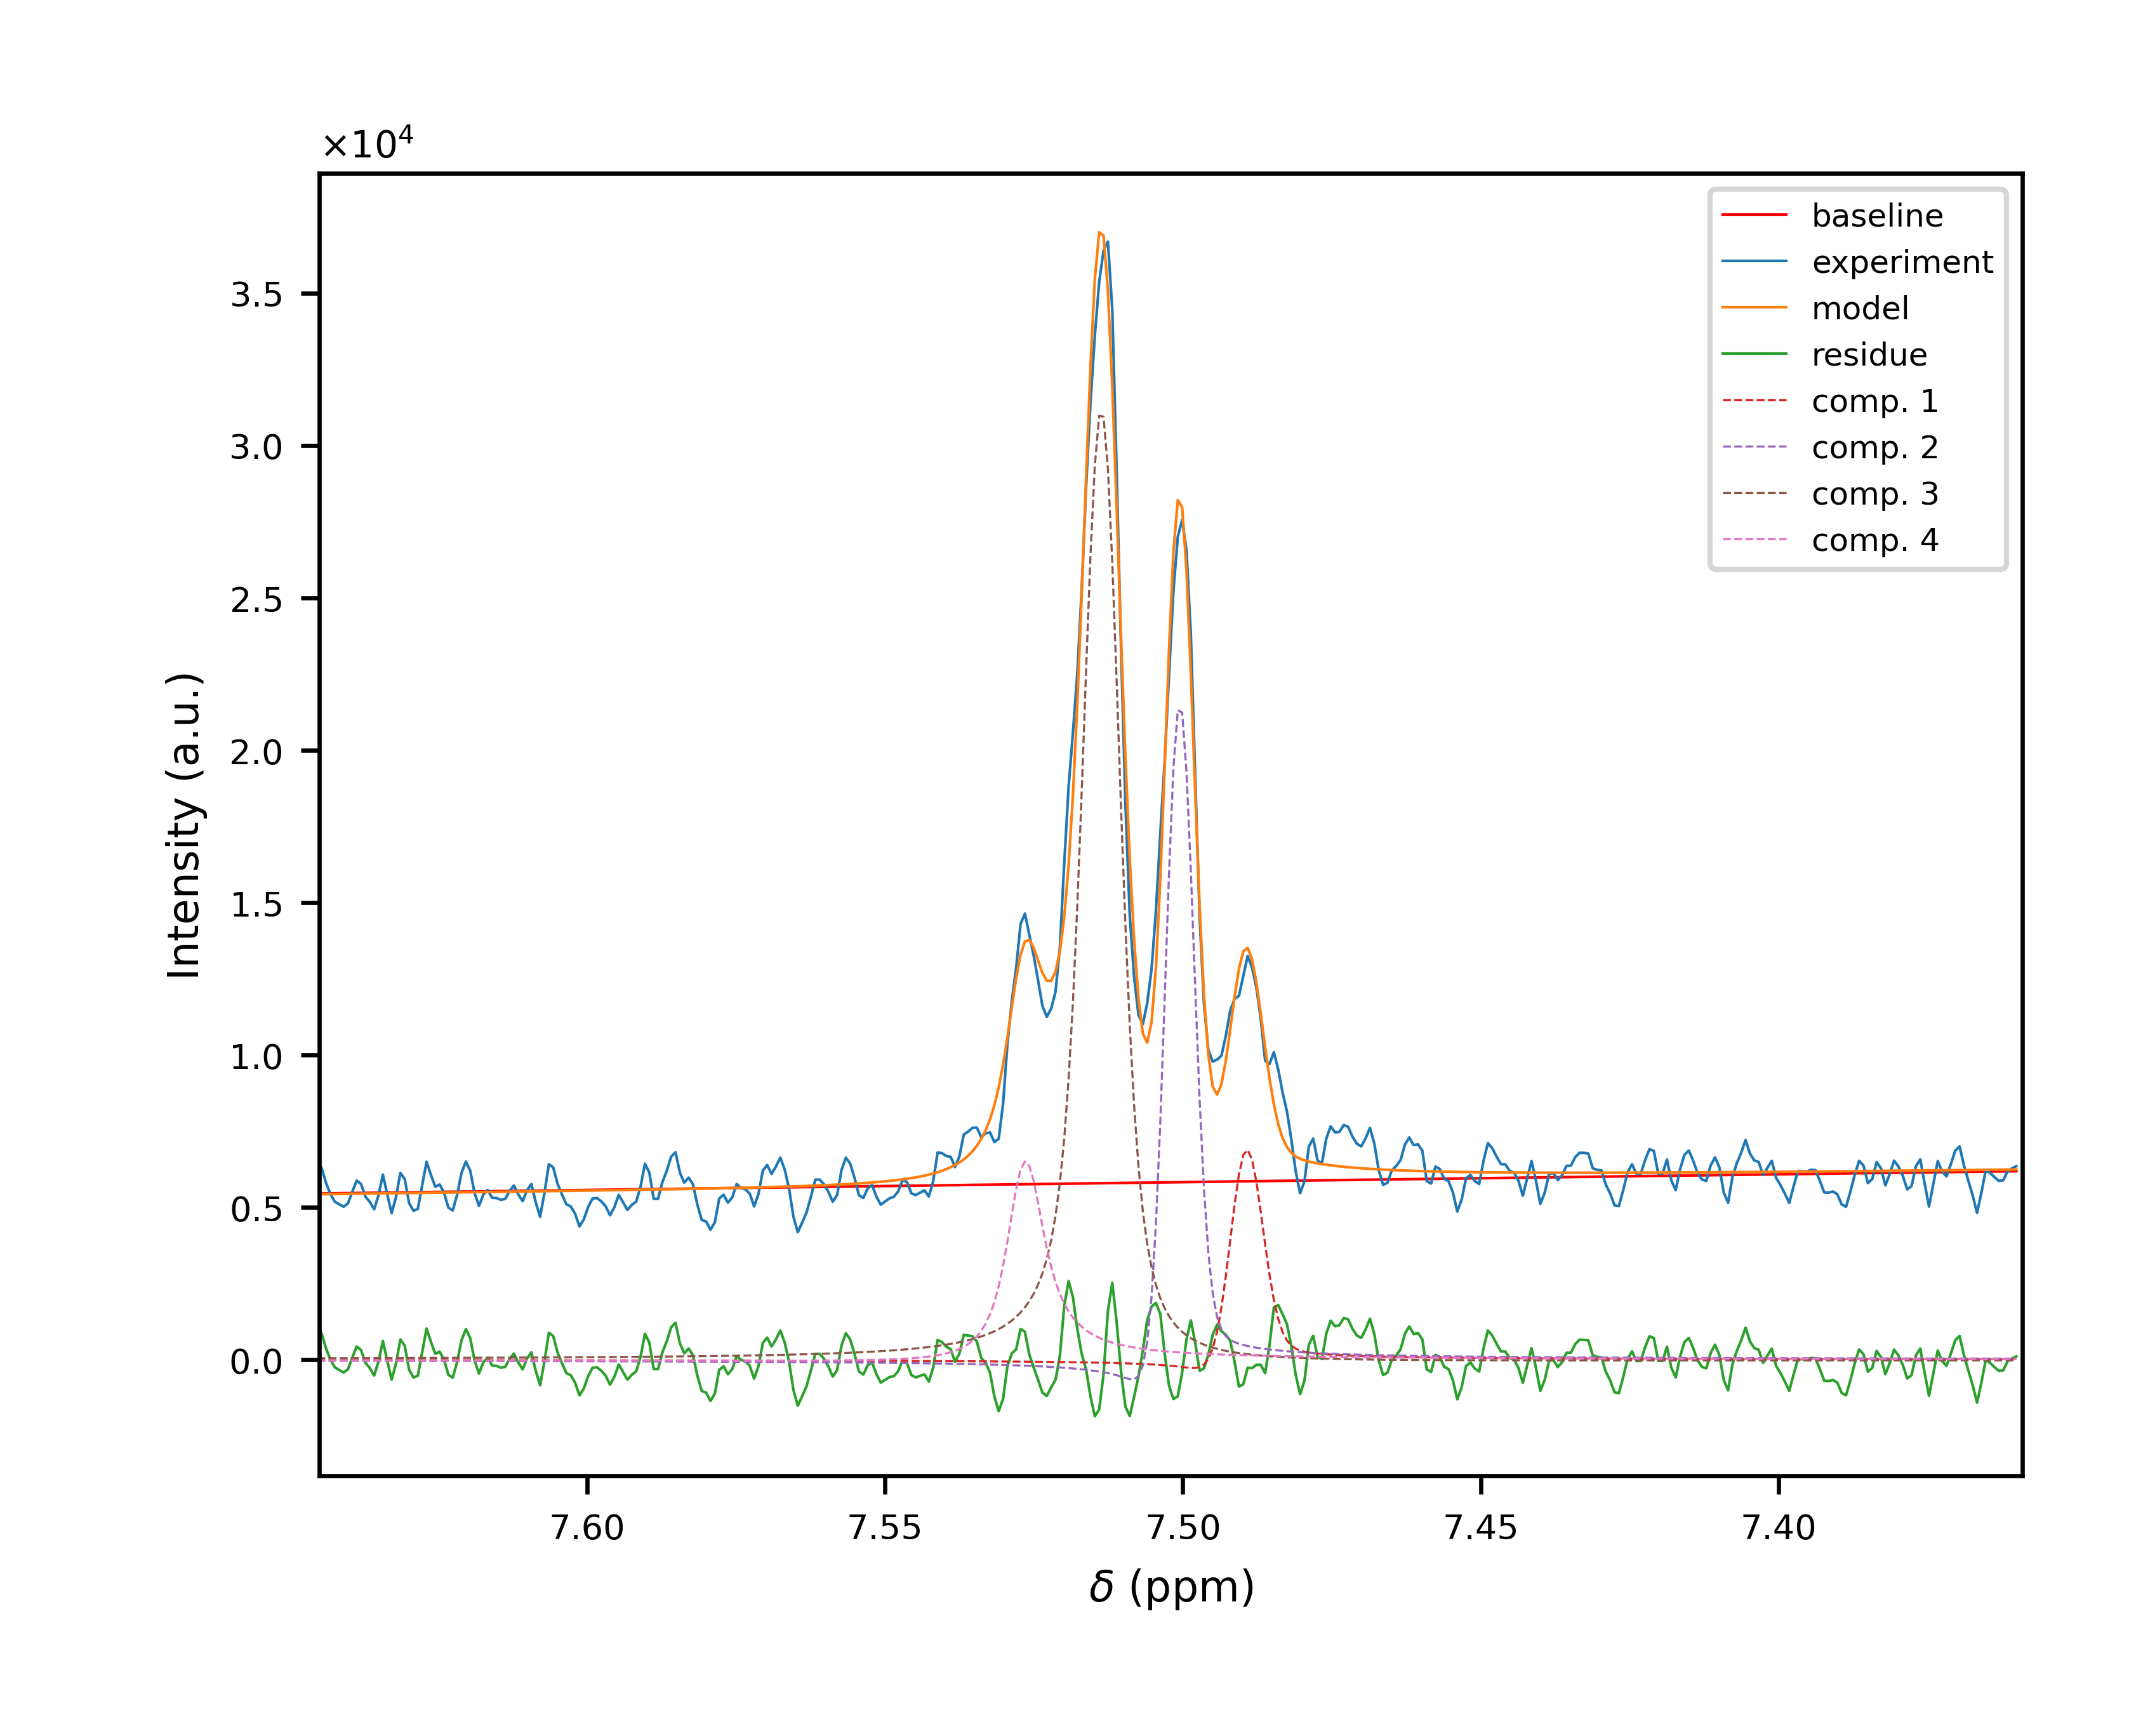 ×10⁴
3.5
3.0
2.5
2.0
1.5
1.0
0.5
0.0
Intensity (a.u.)
7.60 7.55 7.50 7.45 7.40
δ (ppm)
baseline
experiment
model
residue
comp. 1
comp. 2
comp. 3
comp. 4